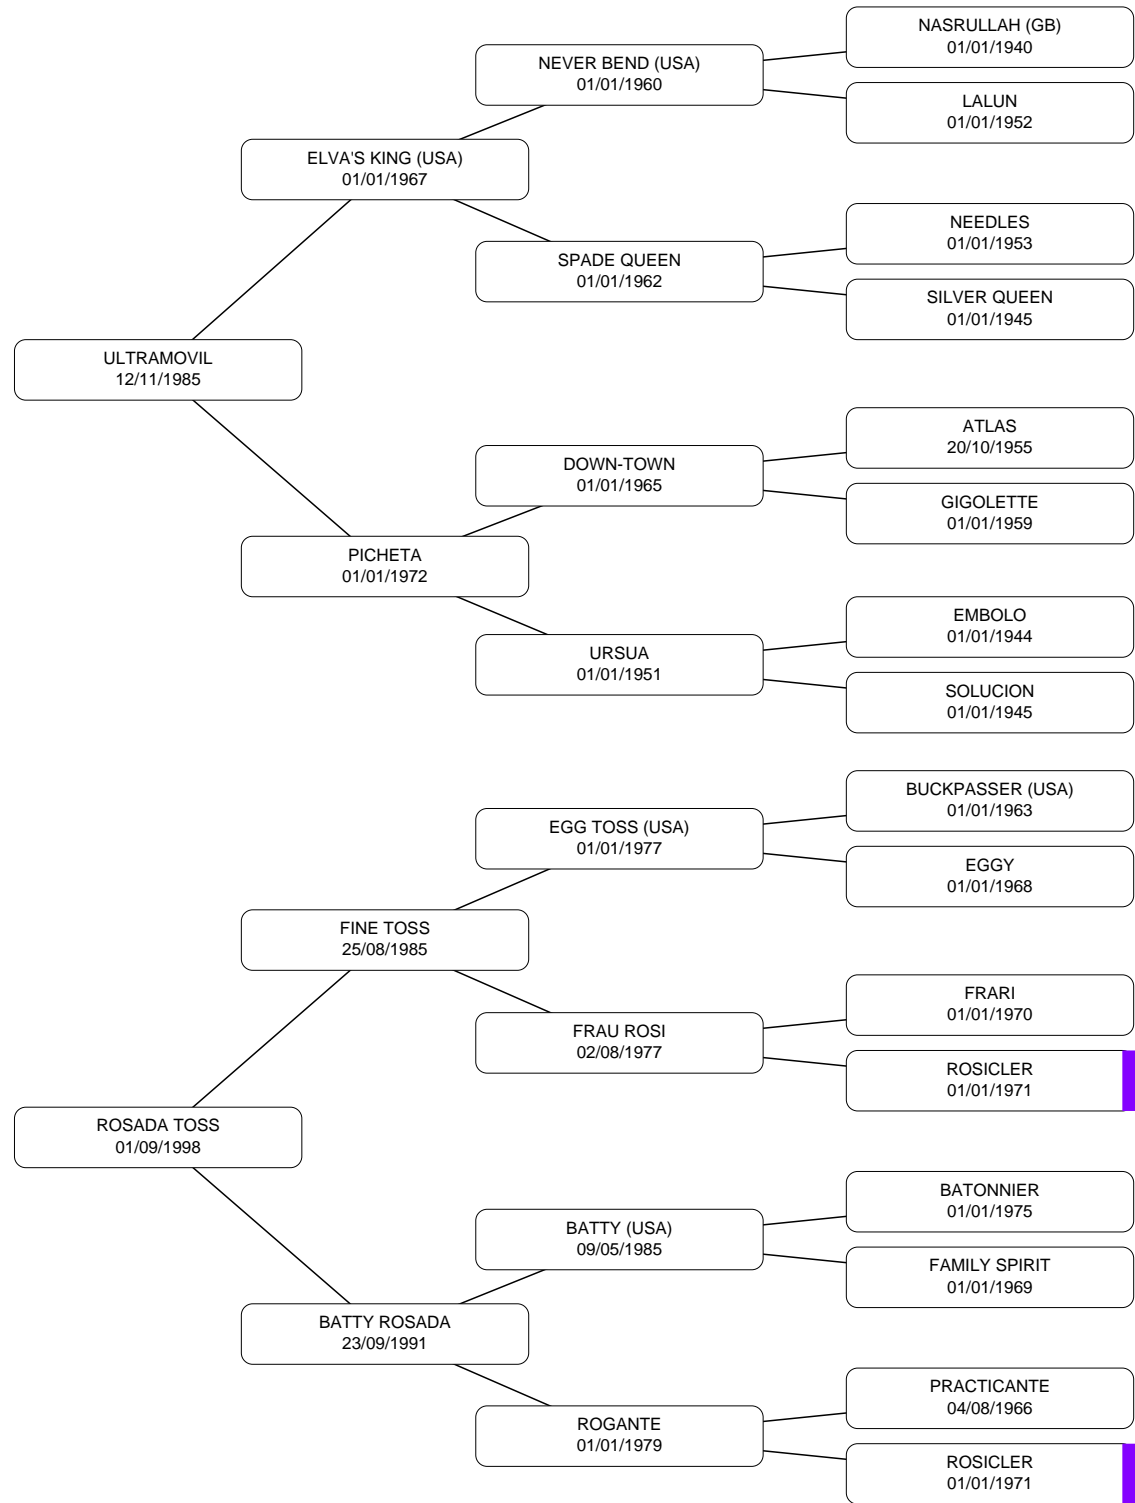 NASRULLAH (GB)
01/01/1940
NEVER BEND (USA)
01/01/1960
LALUN
01/01/1952
ELVA'S KING (USA)
01/01/1967
NEEDLES
01/01/1953
SPADE QUEEN
01/01/1962
SILVER QUEEN
01/01/1945
ULTRAMOVIL
12/11/1985
ATLAS
20/10/1955
DOWN-TOWN
01/01/1965
GIGOLETTE
01/01/1959
PICHETA
01/01/1972
EMBOLO
01/01/1944
URSUA
01/01/1951
SOLUCION
01/01/1945
BUCKPASSER (USA)
01/01/1963
EGG TOSS (USA)
01/01/1977
EGGY
01/01/1968
FINE TOSS
25/08/1985
FRARI
01/01/1970
FRAU ROSI
02/08/1977
ROSICLER
01/01/1971
ROSADA TOSS
01/09/1998
BATONNIER
01/01/1975
BATTY (USA)
09/05/1985
FAMILY SPIRIT
01/01/1969
BATTY ROSADA
23/09/1991
PRACTICANTE
04/08/1966
ROGANTE
01/01/1979
ROSICLER
01/01/1971